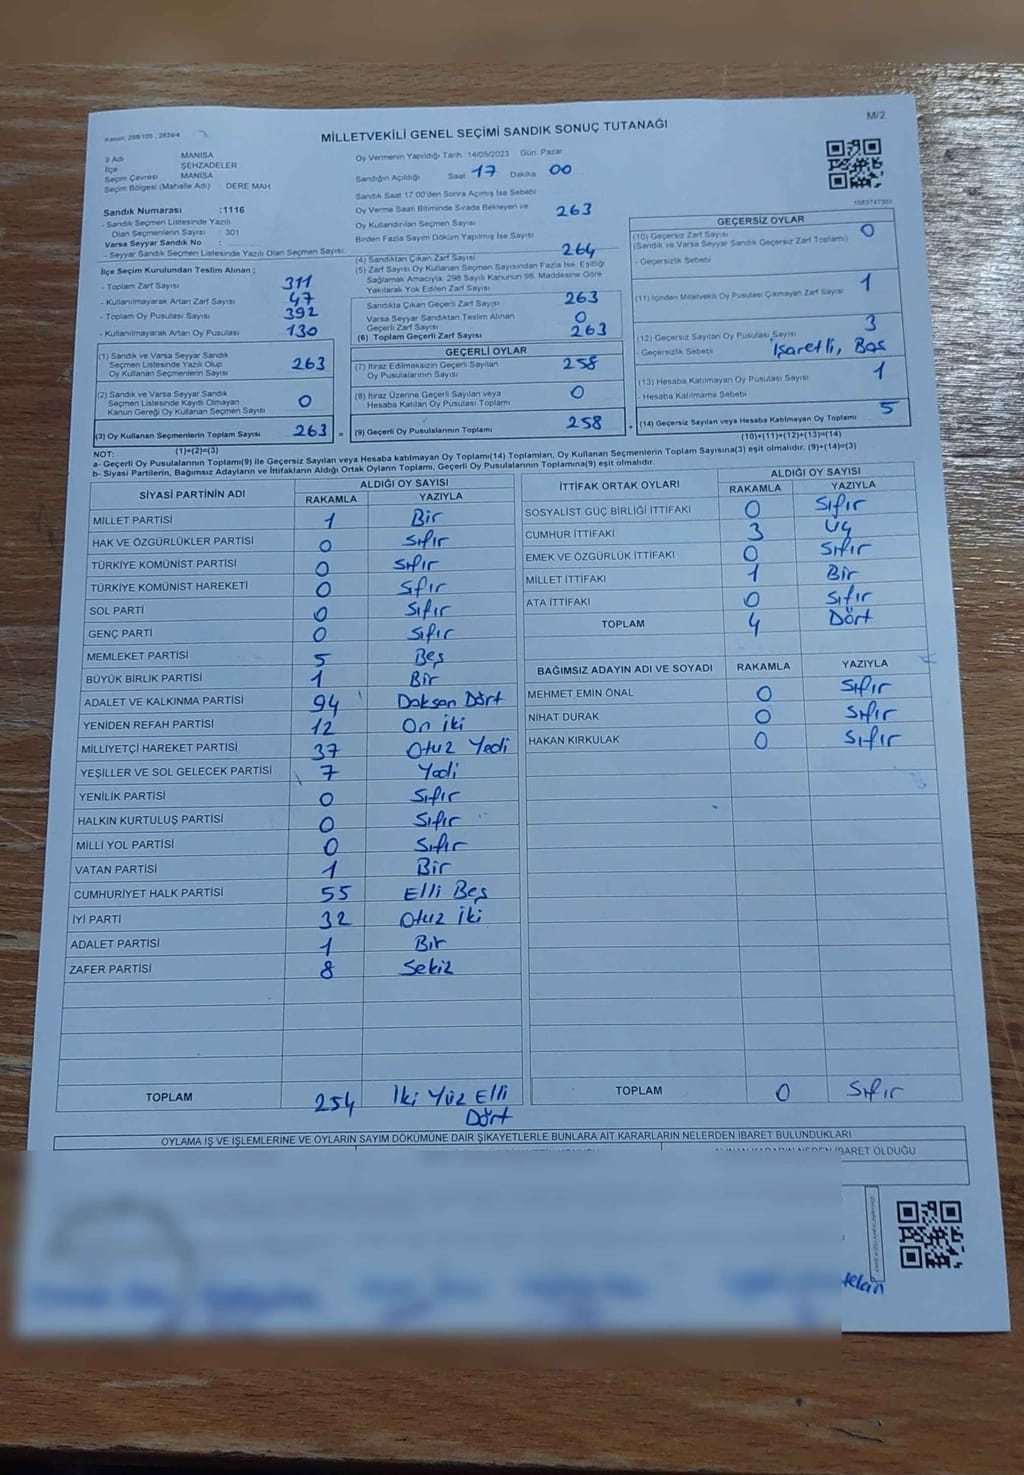 Kanun: 298/105 , 2839/4
M/2
MİLLETVEKİLİ GENEL SEÇİMİ SANDIK SONUÇ TUTANAĞI
İl Adı MANİSA
İlçe ŞEHZADELER
Seçim Çevresi MANİSA
Seçim Bölgesi (Mahalle Adı) : DERE MAH
Sandık Numarası :1116
- Sandık Seçmen Listesinde Yazılı
Olan Seçmenlerin Sayısı : 301
Varsa Seyyar Sandık No :
- Seyyar Sandık Seçmen Listesinde Yazılı Olan Seçmen Sayısı
İlçe Seçim Kurulundan Teslim Alınan ;
- Toplam Zarf Sayısı 311
- Kullanılmayarak Artan Zarf Sayısı 47
- Toplam Oy Pusulası Sayısı 392
- Kullanılmayarak Artan Oy Pusulası 130
(1) Sandık ve Varsa Seyyar Sandık
Seçmen Listesinde Yazılı Olup
Oy Kullanan Seçmenlerin Sayısı 263
(2) Sandık ve Varsa Seyyar Sandık
Seçmen Listesinde Kayıtlı Olmayan
Kanun Gereği Oy Kullanan Seçmen Sayısı 0
(3) Oy Kullanan Seçmenlerin Toplam Sayısı 263 =
(1)+(2)=(3)
Oy Vermenin Yapıldığı Tarih 14/05/2023 Gün Pazar
Sandığın Açıldığı Saat 17 Dakika 00
Sandık Saat 17:00'den Sonra Açımış İse Sebebi
Oy Verme Saati Bitiminde Sırada Bekleyen ve
Oy Kullandırılan Seçmen Sayısı 263
Birden Fazla Sayım Döküm Yapılmış İse Sayısı
(4) Sandıktan Çıkan Zarf Sayısı 264
(5) Zarf Sayısı Oy Kullanan Seçmen Sayısından Fazla İse, Eşitliği
Sağlamak Amacıyla, 298 Sayılı Kanunun 98. Maddesine Göre
Yakılarak Yok Edilen Zarf Sayısı
Sandıkta Çıkan Geçerli Zarf Sayısı 263
Varsa Seyyar Sandıktan Teslim Alınan
Geçerli Zarf Sayısı 0
(6) Toplam Geçerli Zarf Sayısı 263
GEÇERLİ OYLAR
(7) İtiraz Edilmeksizin Geçerli Sayılan
Oy Pusulalarının Sayısı 258
(8) İtiraz Üzerine Geçerli Sayılan veya
Hesaba Katılan Oy Pusulası Toplamı 0
(9) Geçerli Oy Pusulalarının Toplamı 258 +
1083747303
GEÇERSİZ OYLAR
(10) Geçersiz Zarf Sayısı 0
(Sandık ve Varsa Seyyar Sandık Geçersiz Zarf Toplamı)
- Geçersizlik Sebebi
(11) İçinden Milletvekili Oy Pusulası Çıkmayan Zarf Sayısı 1
(12) Geçersiz Sayılan Oy Pusulası Sayısı 3
- Geçersizlik Sebebi İşaretli, Boş
(13) Hesaba Katılmayan Oy Pusulası Sayısı 1
- Hesaba Katılmama Sebebi
(14) Geçersiz Sayılan veya Hesaba Katılmayan Oy Toplamı 5
(10)+(11)+(12)+(13)=(14)
NOT:
a- Geçerli Oy Pusulalarının Toplamı(9) ile Geçersiz Sayılan veya Hesaba katılmayan Oy Toplamı(14) Toplamları, Oy Kullanan Seçmenlerin Toplam Sayısına(3) eşit olmalıdır. (9)+(14)=(3)
b- Siyasi Partilerin, Bağımsız Adayların ve İttifakların Aldığı Ortak Oyların Toplamı, Geçerli Oy Pusulalarının Toplamına(9) eşit olmalıdır.
SİYASİ PARTİNİN ADI ALDIĞI OY SAYISI
RAKAMLA YAZIYLA
MİLLET PARTİSİ 1 Bir
HAK VE ÖZGÜRLÜKLER PARTİSİ 0 Sıfır
TÜRKİYE KOMÜNİST PARTİSİ 0 Sıfır
TÜRKİYE KOMÜNİST HAREKETİ 0 Sıfır
SOL PARTİ 0 Sıfır
GENÇ PARTİ 0 Sıfır
MEMLEKET PARTİSİ 5 Beş
BÜYÜK BİRLİK PARTİSİ 1 Bir
ADALET VE KALKINMA PARTİSİ 94 Doksan Dört
YENİDEN REFAH PARTİSİ 12 On iki
MİLLİYETÇİ HAREKET PARTİSİ 37 Otuz Yedi
YEŞİLLER VE SOL GELECEK PARTİSİ 7 Yedi
YENİLİK PARTİSİ 0 Sıfır
HALKIN KURTULUŞ PARTİSİ 0 Sıfır
MİLLİ YOL PARTİSİ 0 Sıfır
VATAN PARTİSİ 1 Bir
CUMHURİYET HALK PARTİSİ 55 Elli Beş
İYİ PARTİ 32 Otuz iki
ADALET PARTİSİ 1 Bir
ZAFER PARTİSİ 8 Sekiz
TOPLAM 254 İki Yüz Elli
Dört
İTTİFAK ORTAK OYLARI ALDIĞI OY SAYISI
RAKAMLA YAZIYLA
SOSYALİST GÜÇ BİRLİĞİ İTTİFAKI 0 Sıfır
CUMHUR İTTİFAKI 3 Üç
EMEK VE ÖZGÜRLÜK İTTİFAKI 0 Sıfır
MİLLET İTTİFAKI 1 Bir
ATA İTTİFAKI 0 Sıfır
TOPLAM 4 Dört
BAĞIMSIZ ADAYIN ADI VE SOYADI RAKAMLA YAZIYLA
MEHMET EMİN ÖNAL 0 Sıfır
NİHAT DURAK 0 Sıfır
HAKAN KIRKULAK 0 Sıfır
TOPLAM 0 Sıfır
OYLAMA İŞ VE İŞLEMLERİNE VE OYLARIN SAYIM DÖKÜMÜNE DAİR ŞİKAYETLERLE BUNLARA AİT KARARLARIN NELERDEN İBARET BULUNDUKLARI
ALINAN KARARIN NEDEN İBARET OLDUĞU